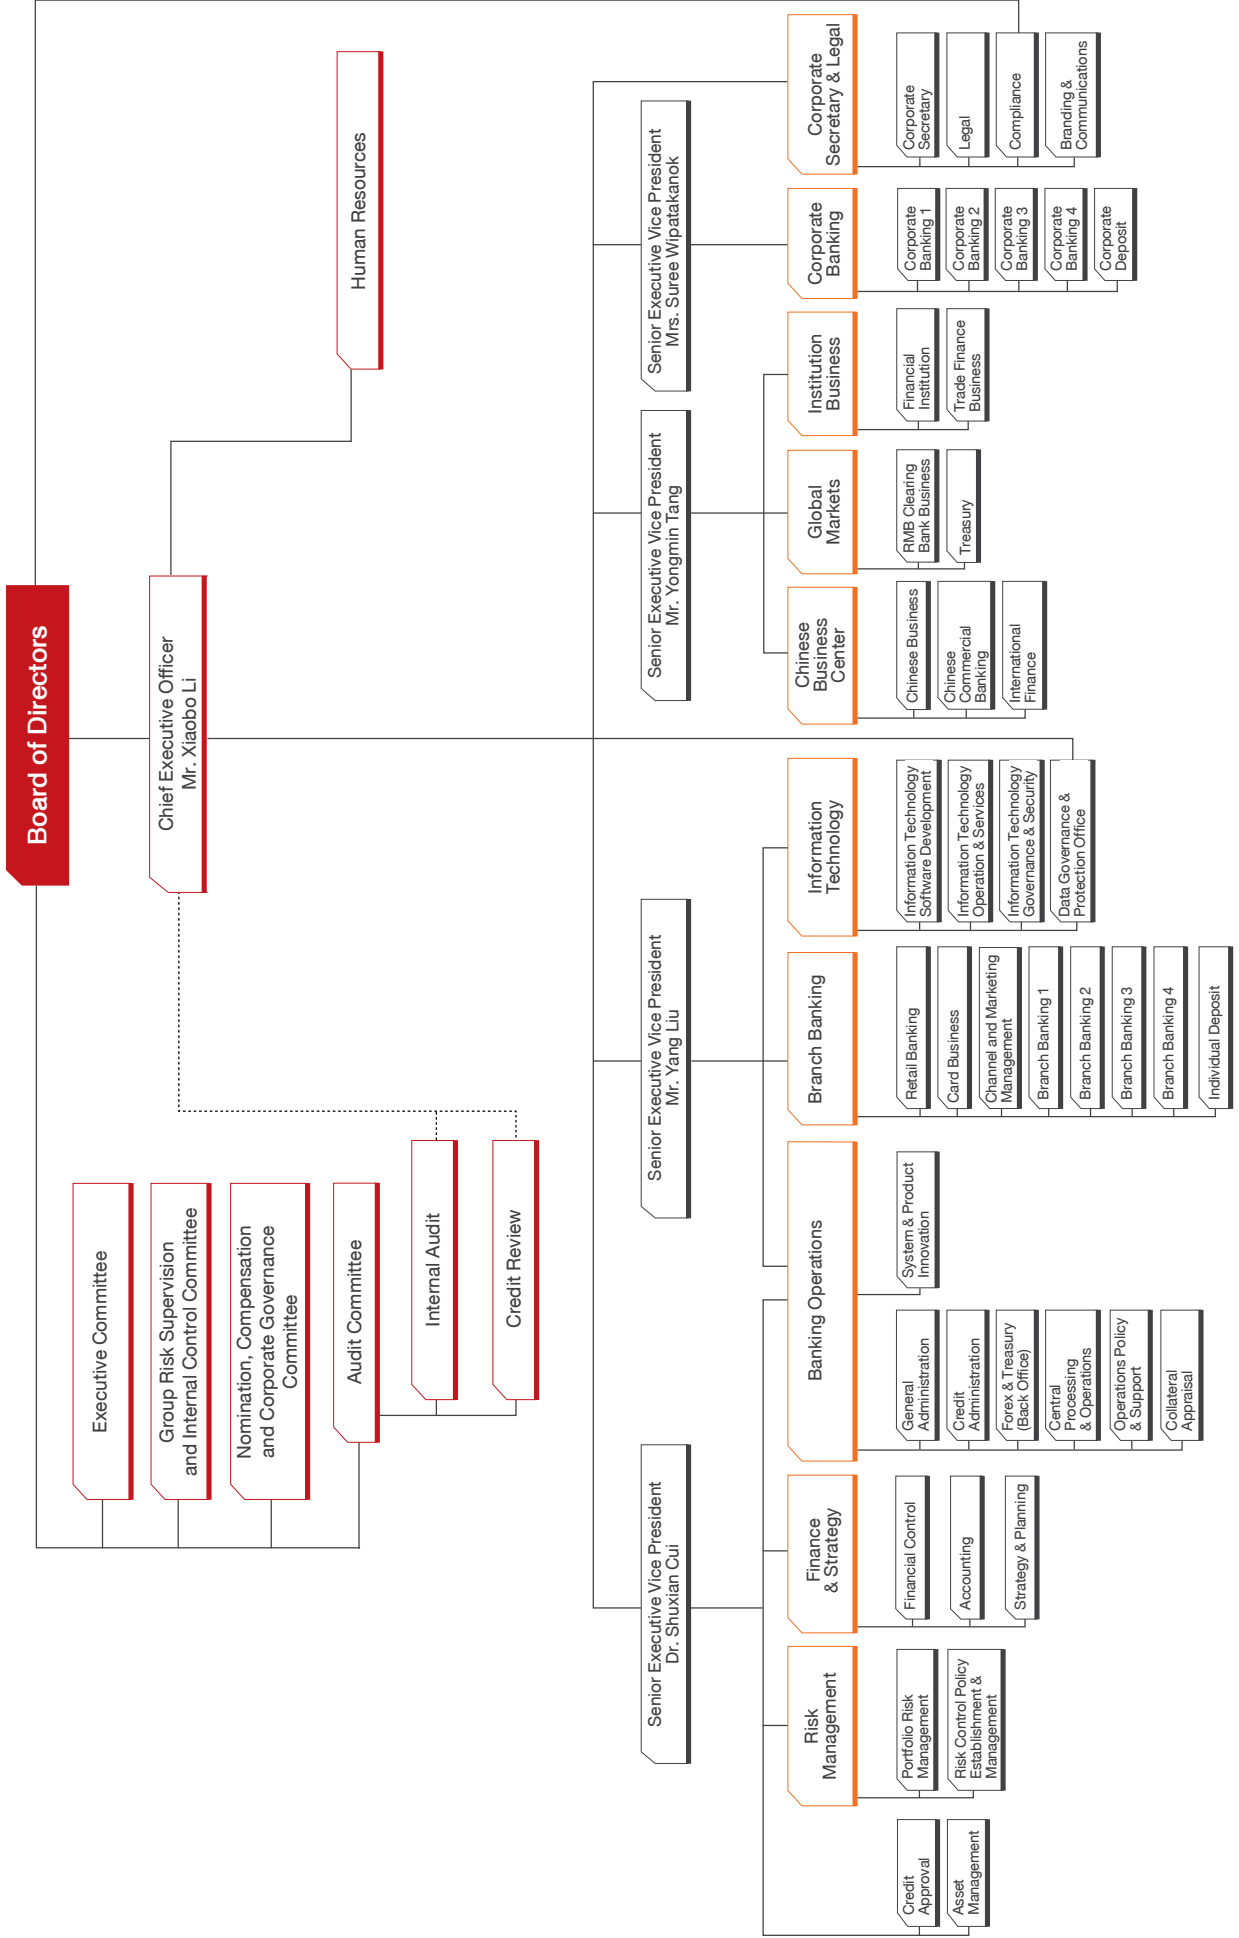 Board of Directors
Chief Executive Officer
Mr. Xiaobo Li
Human Resources
Executive Committee
Group Risk Supervision
and Internal Control Committee
Nomination, Compensation
and Corporate Governance
Committee
Audit Committee
Internal Audit
Credit Review
Senior Executive Vice President
Dr. Shuxian Cui
Senior Executive Vice President
Mr. Yang Liu
Senior Executive Vice President
Mr. Yongmin Tang
Senior Executive Vice President
Mrs. Suree Wipatakanok
Risk
Management
Finance
& Strategy
Banking Operations
Branch Banking
Information
Technology
Chinese
Business
Center
Global
Markets
Institution
Business
Corporate
Banking
Corporate
Secretary & Legal
Credit
Approval
Asset
Management
Portfolio Risk
Management
Risk Control Policy
Establishment &
Management
Financial Control
Accounting
Strategy & Planning
General
Administration
Credit
Administration
Forex & Treasury
(Back Office)
Central
Processing
& Operations
Operations Policy
& Support
Collateral
Appraisal
System & Product
Innovation
Retail Banking
Card Business
Channel and Marketing
Management
Branch Banking 1
Branch Banking 2
Branch Banking 3
Branch Banking 4
Individual Deposit
Information Technology
Software Development
Information Technology
Operation & Services
Information Technology
Governance & Security
Data Governance &
Protection Office
Chinese Business
Chinese
Commercial
Banking
International
Finance
RMB Clearing
Bank Business
Treasury
Financial
Institution
Trade Finance
Business
Corporate
Banking 1
Corporate
Banking 2
Corporate
Banking 3
Corporate
Banking 4
Corporate
Deposit
Corporate
Secretary
Legal
Compliance
Branding &
Communications